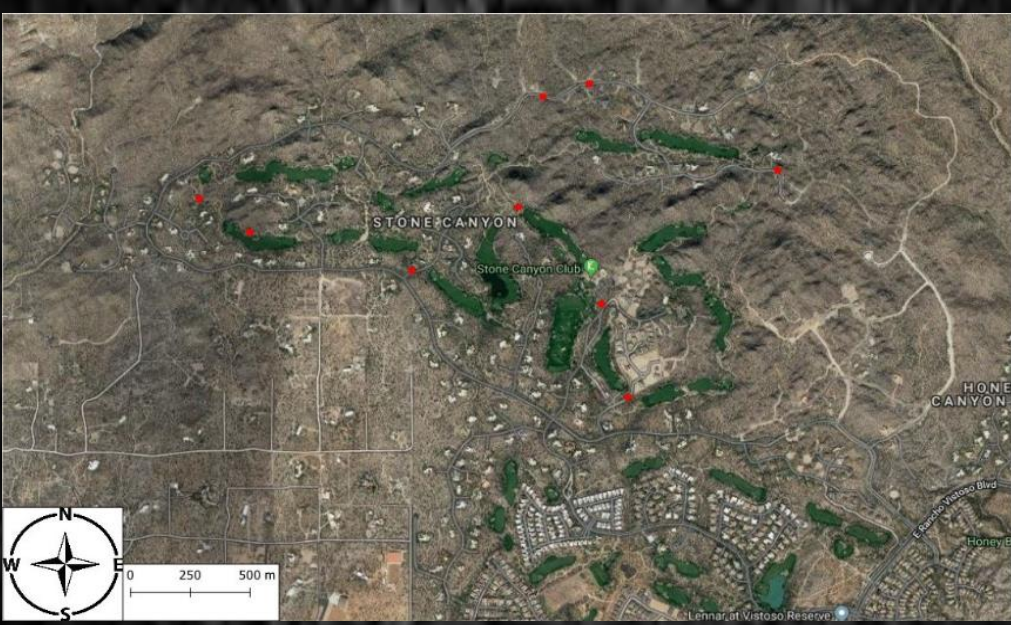 STONE CANYON
Stone Canyon Club
HONE
CANYON
E Rancho Vistoso Blvd
Honey B
Lennar at Vistoso Reserve
N
W E
S
0 250 500 m